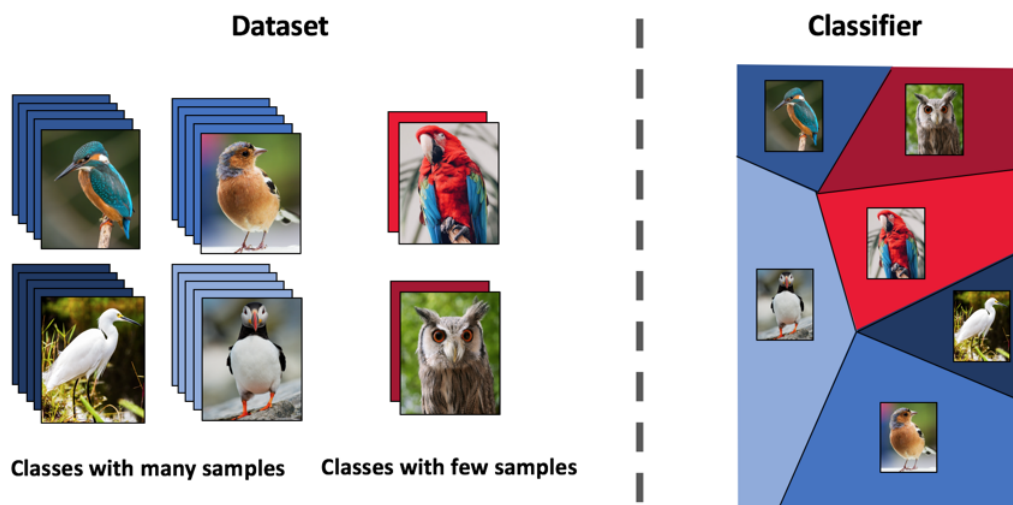 Dataset
Classifier
Classes with many samples
Classes with few samples